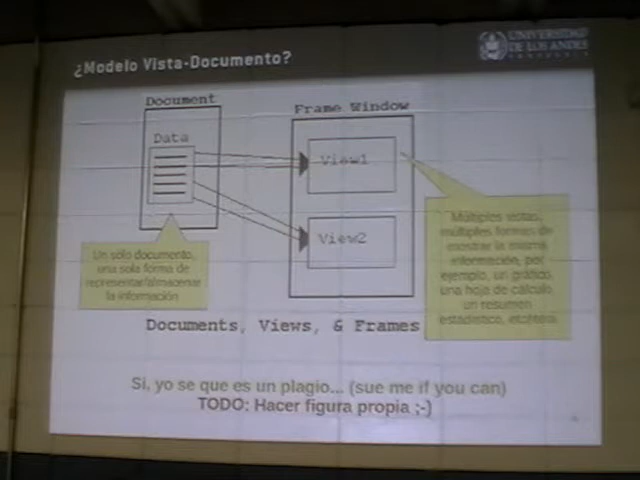 ¿Modelo Vista-Documento?
UNIVERSIDAD
DE LOS ANDES
VENEZUELA
Document
Frame Window
Data
View1
View2
Múltiples vistas,
múltiples formas de
mostrar la misma
información, por
ejemplo, un gráfico,
una hoja de cálculo
un resumen
estadístico, etcétera
Un sólo documento,
una sola forma de
representar/almacenar
la información
Documents, Views, & Frames
Si, yo se que es un plagio... (sue me if you can)
TODO: Hacer figura propia ;-)